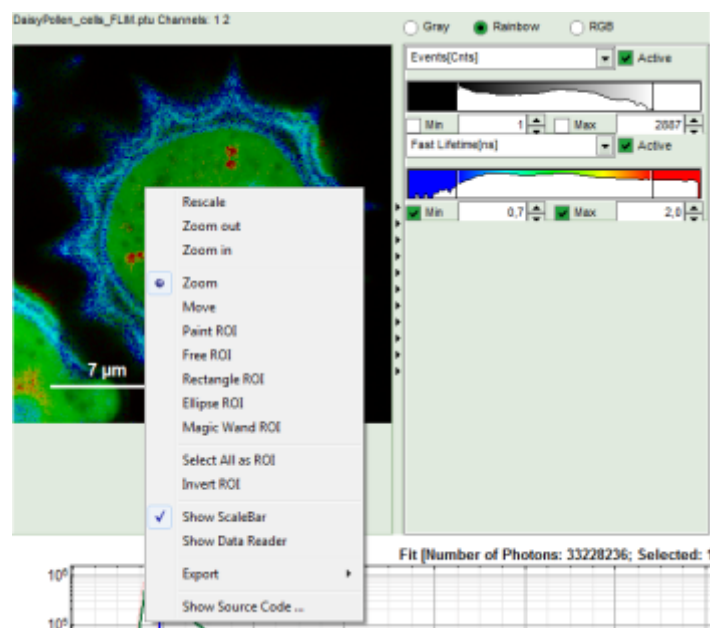 DaisyPollen_cells_FLIM.ptu Channels: 1 2
Gray Rainbow RGB
Events[Cnts] Active
Min 1 Max 2887
Fast Lifetime[ns] Active
Min 0,7 Max 2,0
7 µm
Rescale
Zoom out
Zoom in
Zoom
Move
Paint ROI
Free ROI
Rectangle ROI
Ellipse ROI
Magic Wand ROI
Select All as ROI
Invert ROI
Show ScaleBar
Show Data Reader
Export
Show Source Code ...
Fit [Number of Photons: 33228236; Selected: 1
10⁶
10⁵